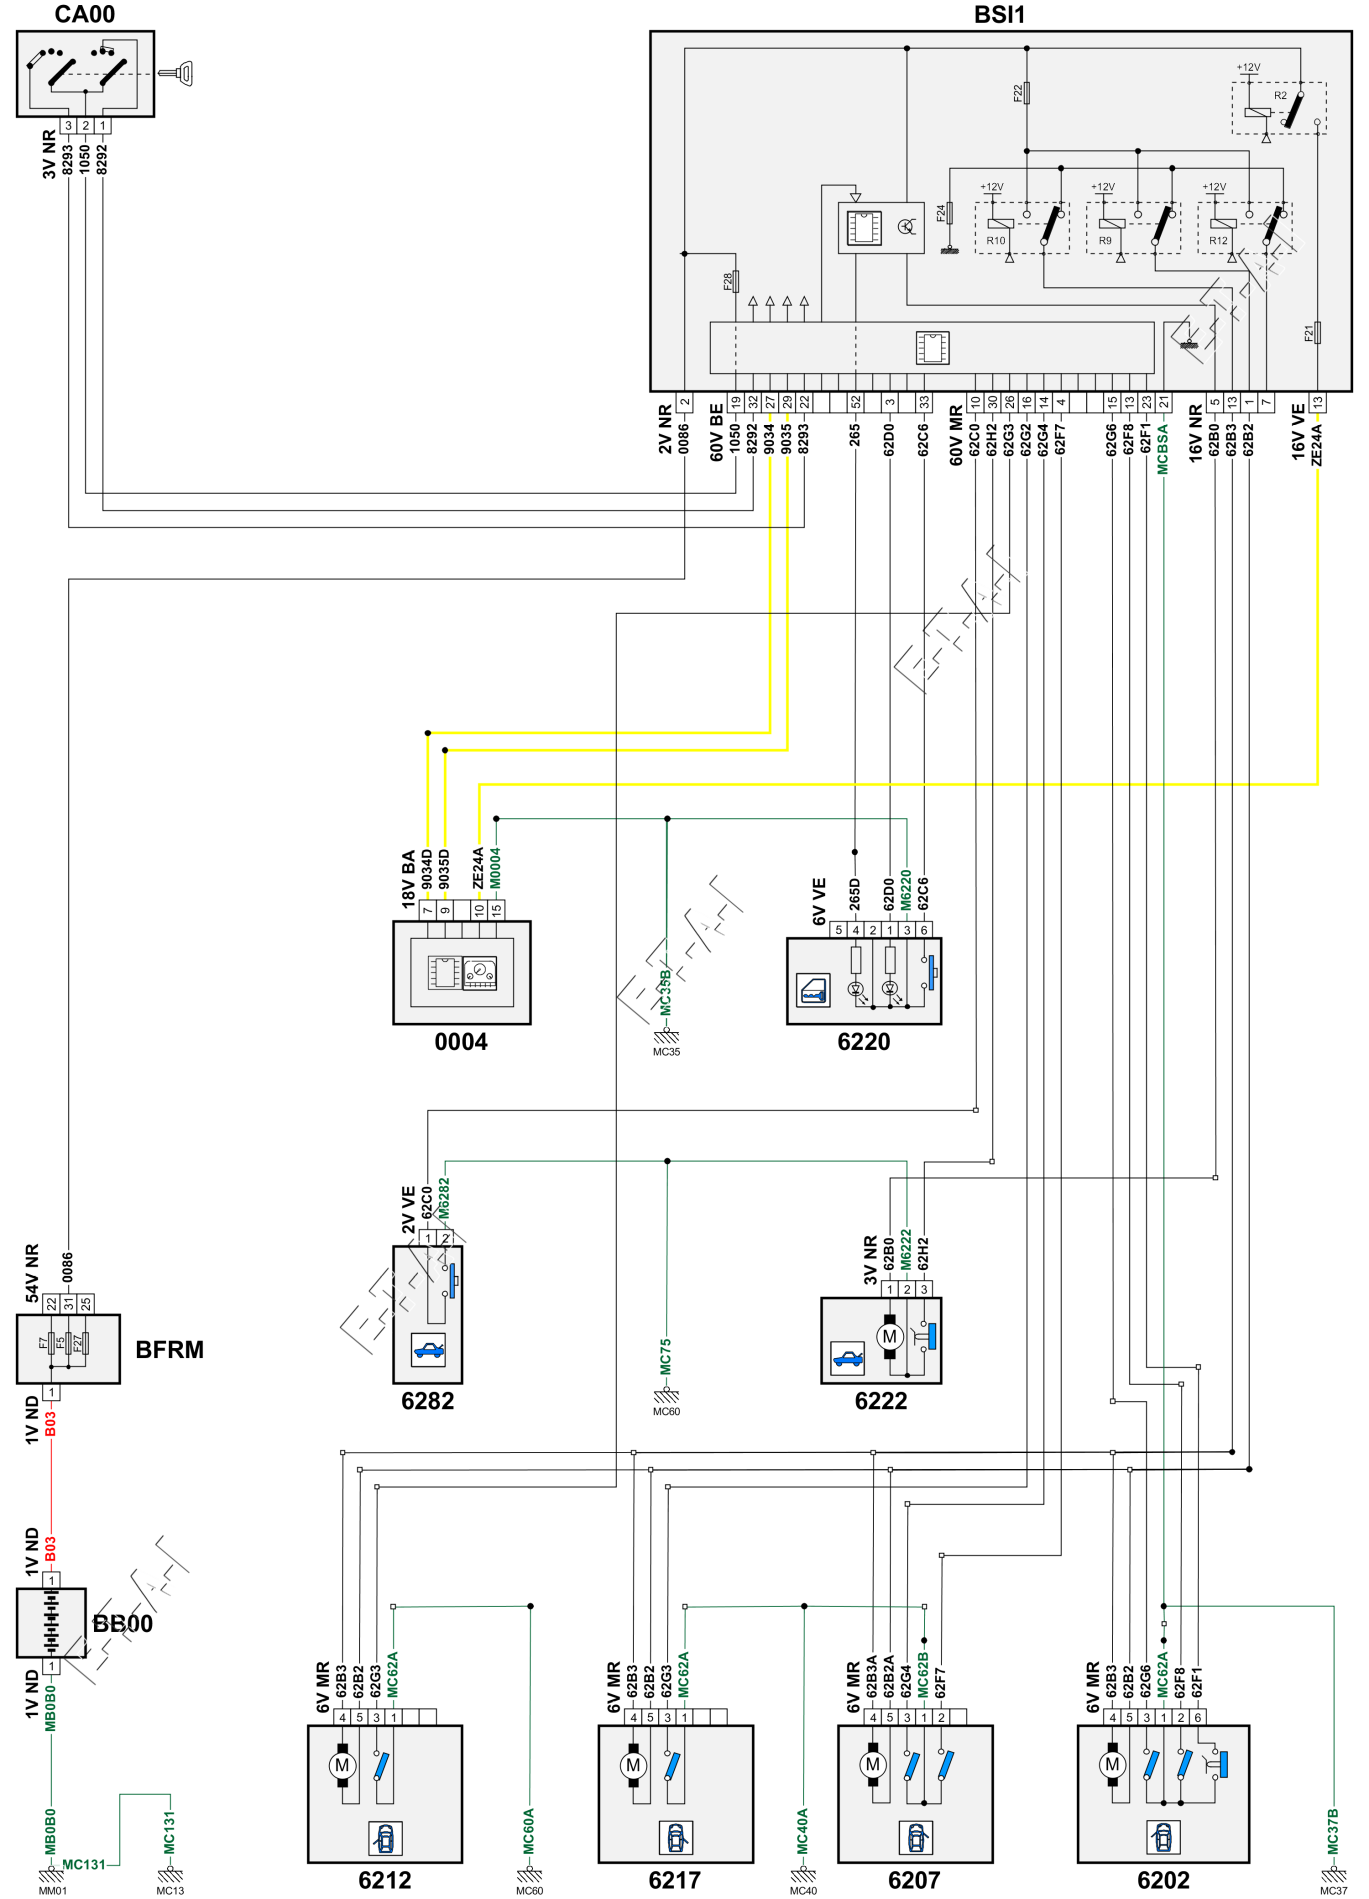 CA00
BSI1
+12V
R2
F22
3 2 1
3V NR
8293
1050
8292
F24
+12V
R10
+12V
R9
+12V
R12
F28
F21
2
2V NR
0086
19 32 27 29 22 52 3 33
60V BE
1050
8292
9034
9035
8293
265
62D0
62C6
10 30 26 16 14 4 15 13 23 21
60V MR
62C0
62H2
62G3
62G2
62G4
62F7
62G6
62F8
62F1
MCBSA
5 13 1 7
16V NR
62B0
62B3
62B2
13
16V VE
ZE24A
E-T-A-I
18V BA
9034D
9035D
ZE24A
M0004
7 9 10 15
0004
MC35B
MC35
E-T-A-I
6V VE
265D
62D0
M6220
62C6
5 4 2 1 3 6
6220
2V VE
62C0
M6282
1 2
6282
E-T-A-I
MC75
MC60
3V NR
62B0
M6222
62H2
1 2 3
M
6222
54V NR
0086
22 31 25
F7
F5
F27
BFRM
1
1V ND
B03
1V ND
B03
1
BB00
E-T-A-I
1
1V ND
MB0B0
MB0B0
MC131
MC131
MM01
MC13
6V MR
62B3
62B2
62G3
MC62A
4 5 3 1
M
6212
MC60A
MC60
6V MR
62B3
62B2
62G3
MC62A
4 5 3 1
M
6217
MC40A
MC40
6V MR
62B3A
62B2A
62G4
MC62B
62F7
4 5 3 1 2
M
6207
6V MR
62B3
62B2
62G6
MC62A
62F8
62F1
4 5 3 1 2 6
M
6202
MC37B
MC37
E-T-A-I